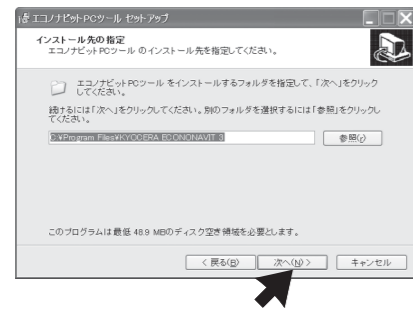 エコノナビットPCツール セットアップ
インストール先の指定
エコノナビットPCツール のインストール先を指定してください。
エコノナビットPCツール をインストールするフォルダを指定して、「次へ」をクリック
してください。
続けるには「次へ」をクリックしてください。別のフォルダを選択するには「参照」をクリックし
てください。
C:¥Program Files¥KYOCERA ECONONAVIT 3
参照(r)
このプログラムは最低 48.9 MBのディスク空き領域を必要とします。
< 戻る(B)
次へ(N) >
キャンセル